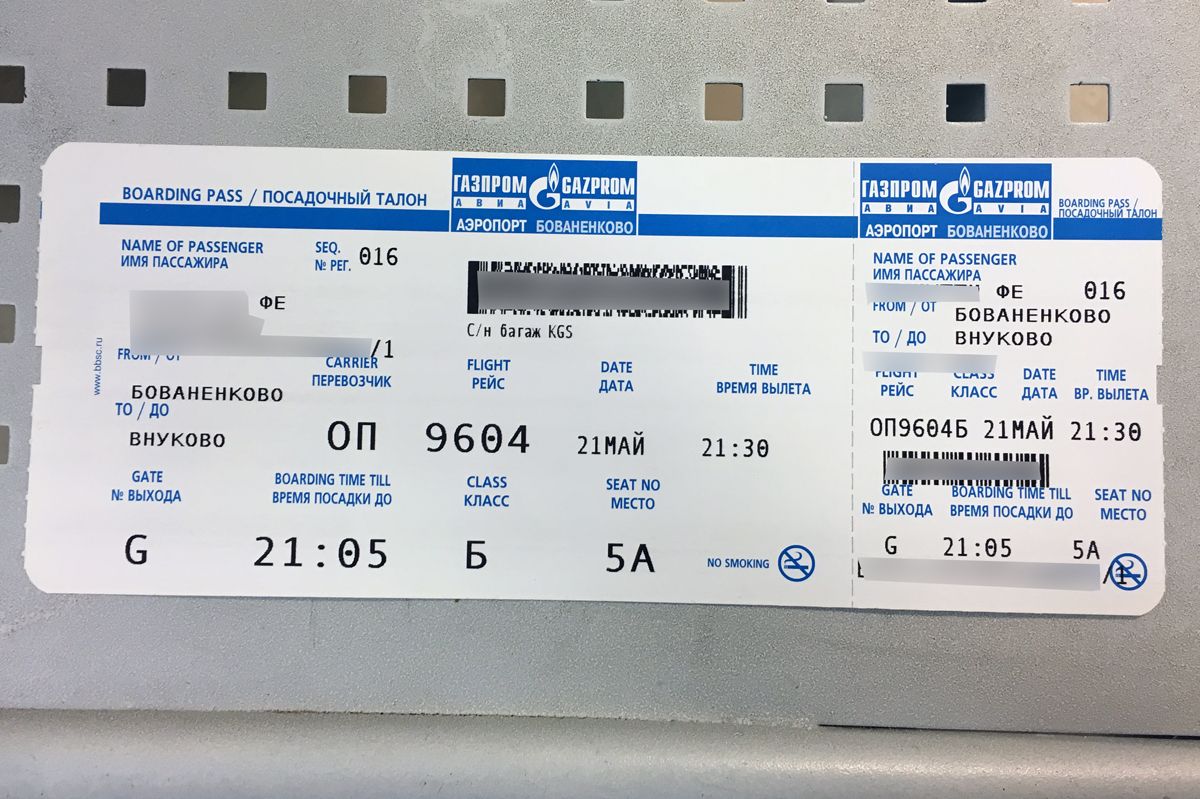 BOARDING PASS / ПОСАДОЧНЫЙ ТАЛОН
ГАЗПРОМ GAZPROM
АВИА AVIA
АЭРОПОРТ БОВАНЕНКОВО
NAME OF PASSENGER
ИМЯ ПАССАЖИРА
SEQ.
№ РЕГ. 016
ФЕ
/1
С/н багаж KGS
www.bbsc.ru
FROM / ОТ
БОВАНЕНКОВО
TO / ДО
ВНУКОВО
CARRIER
ПЕРЕВОЗЧИК
ОП
FLIGHT
РЕЙС
9604
DATE
ДАТА
21МАЙ
TIME
ВРЕМЯ ВЫЛЕТА
21:30
GATE
№ ВЫХОДА
G
BOARDING TIME TILL
ВРЕМЯ ПОСАДКИ ДО
21:05
CLASS
КЛАСС
Б
SEAT NO
МЕСТО
5А
NO SMOKING
ГАЗПРОМ GAZPROM
АВИА AVIA
АЭРОПОРТ БОВАНЕНКОВО
BOARDING PASS /
ПОСАДОЧНЫЙ ТАЛОН
NAME OF PASSENGER
ИМЯ ПАССАЖИРА
ФЕ 016
FROM / ОТ БОВАНЕНКОВО
TO / ДО ВНУКОВО
FLIGHT CLASS DATE TIME
РЕЙС КЛАСС ДАТА ВР. ВЫЛЕТА
ОП9604Б 21МАЙ 21:30
GATE BOARDING TIME TILL SEAT NO
№ ВЫХОДА ВРЕМЯ ПОСАДКИ ДО МЕСТО
G 21:05 5А
/1